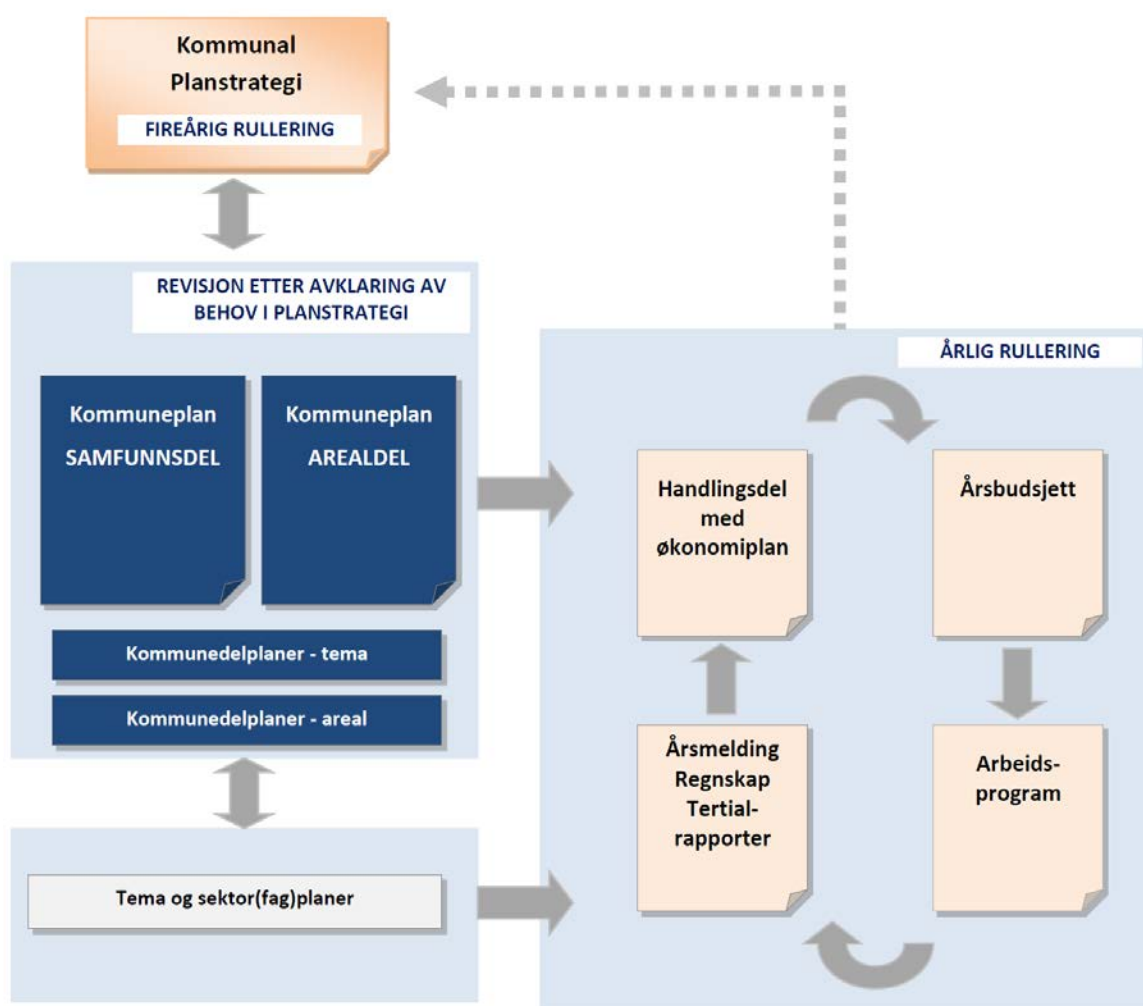 Kommunal
Planstrategi
FIREÅRIG RULLERING
REVISJON ETTER AVKLARING AV
BEHOV I PLANSTRATEGI
Kommuneplan
SAMFUNNSDEL
Kommuneplan
AREALDEL
Kommunedelplaner - tema
Kommunedelplaner - areal
Tema og sektor(fag)planer
ÅRLIG RULLERING
Handlingsdel
med
økonomiplan
Årsbudsjett
Årsmelding
Regnskap
Tertial-
rapporter
Arbeids-
program